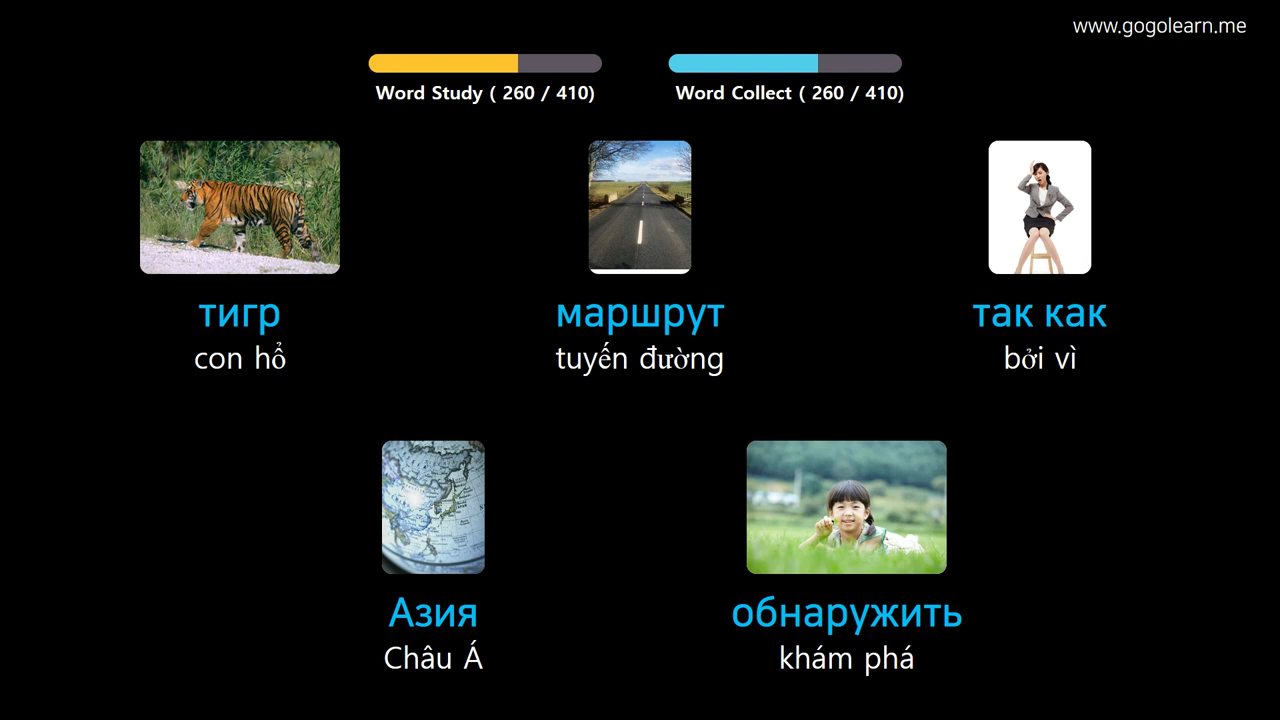 www.gogolearn.me
Word Study ( 260 / 410)
Word Collect ( 260 / 410)
тигр
con hổ
маршрут
tuyến đường
так как
bởi vì
Азия
Châu Á
обнаружить
khám phá